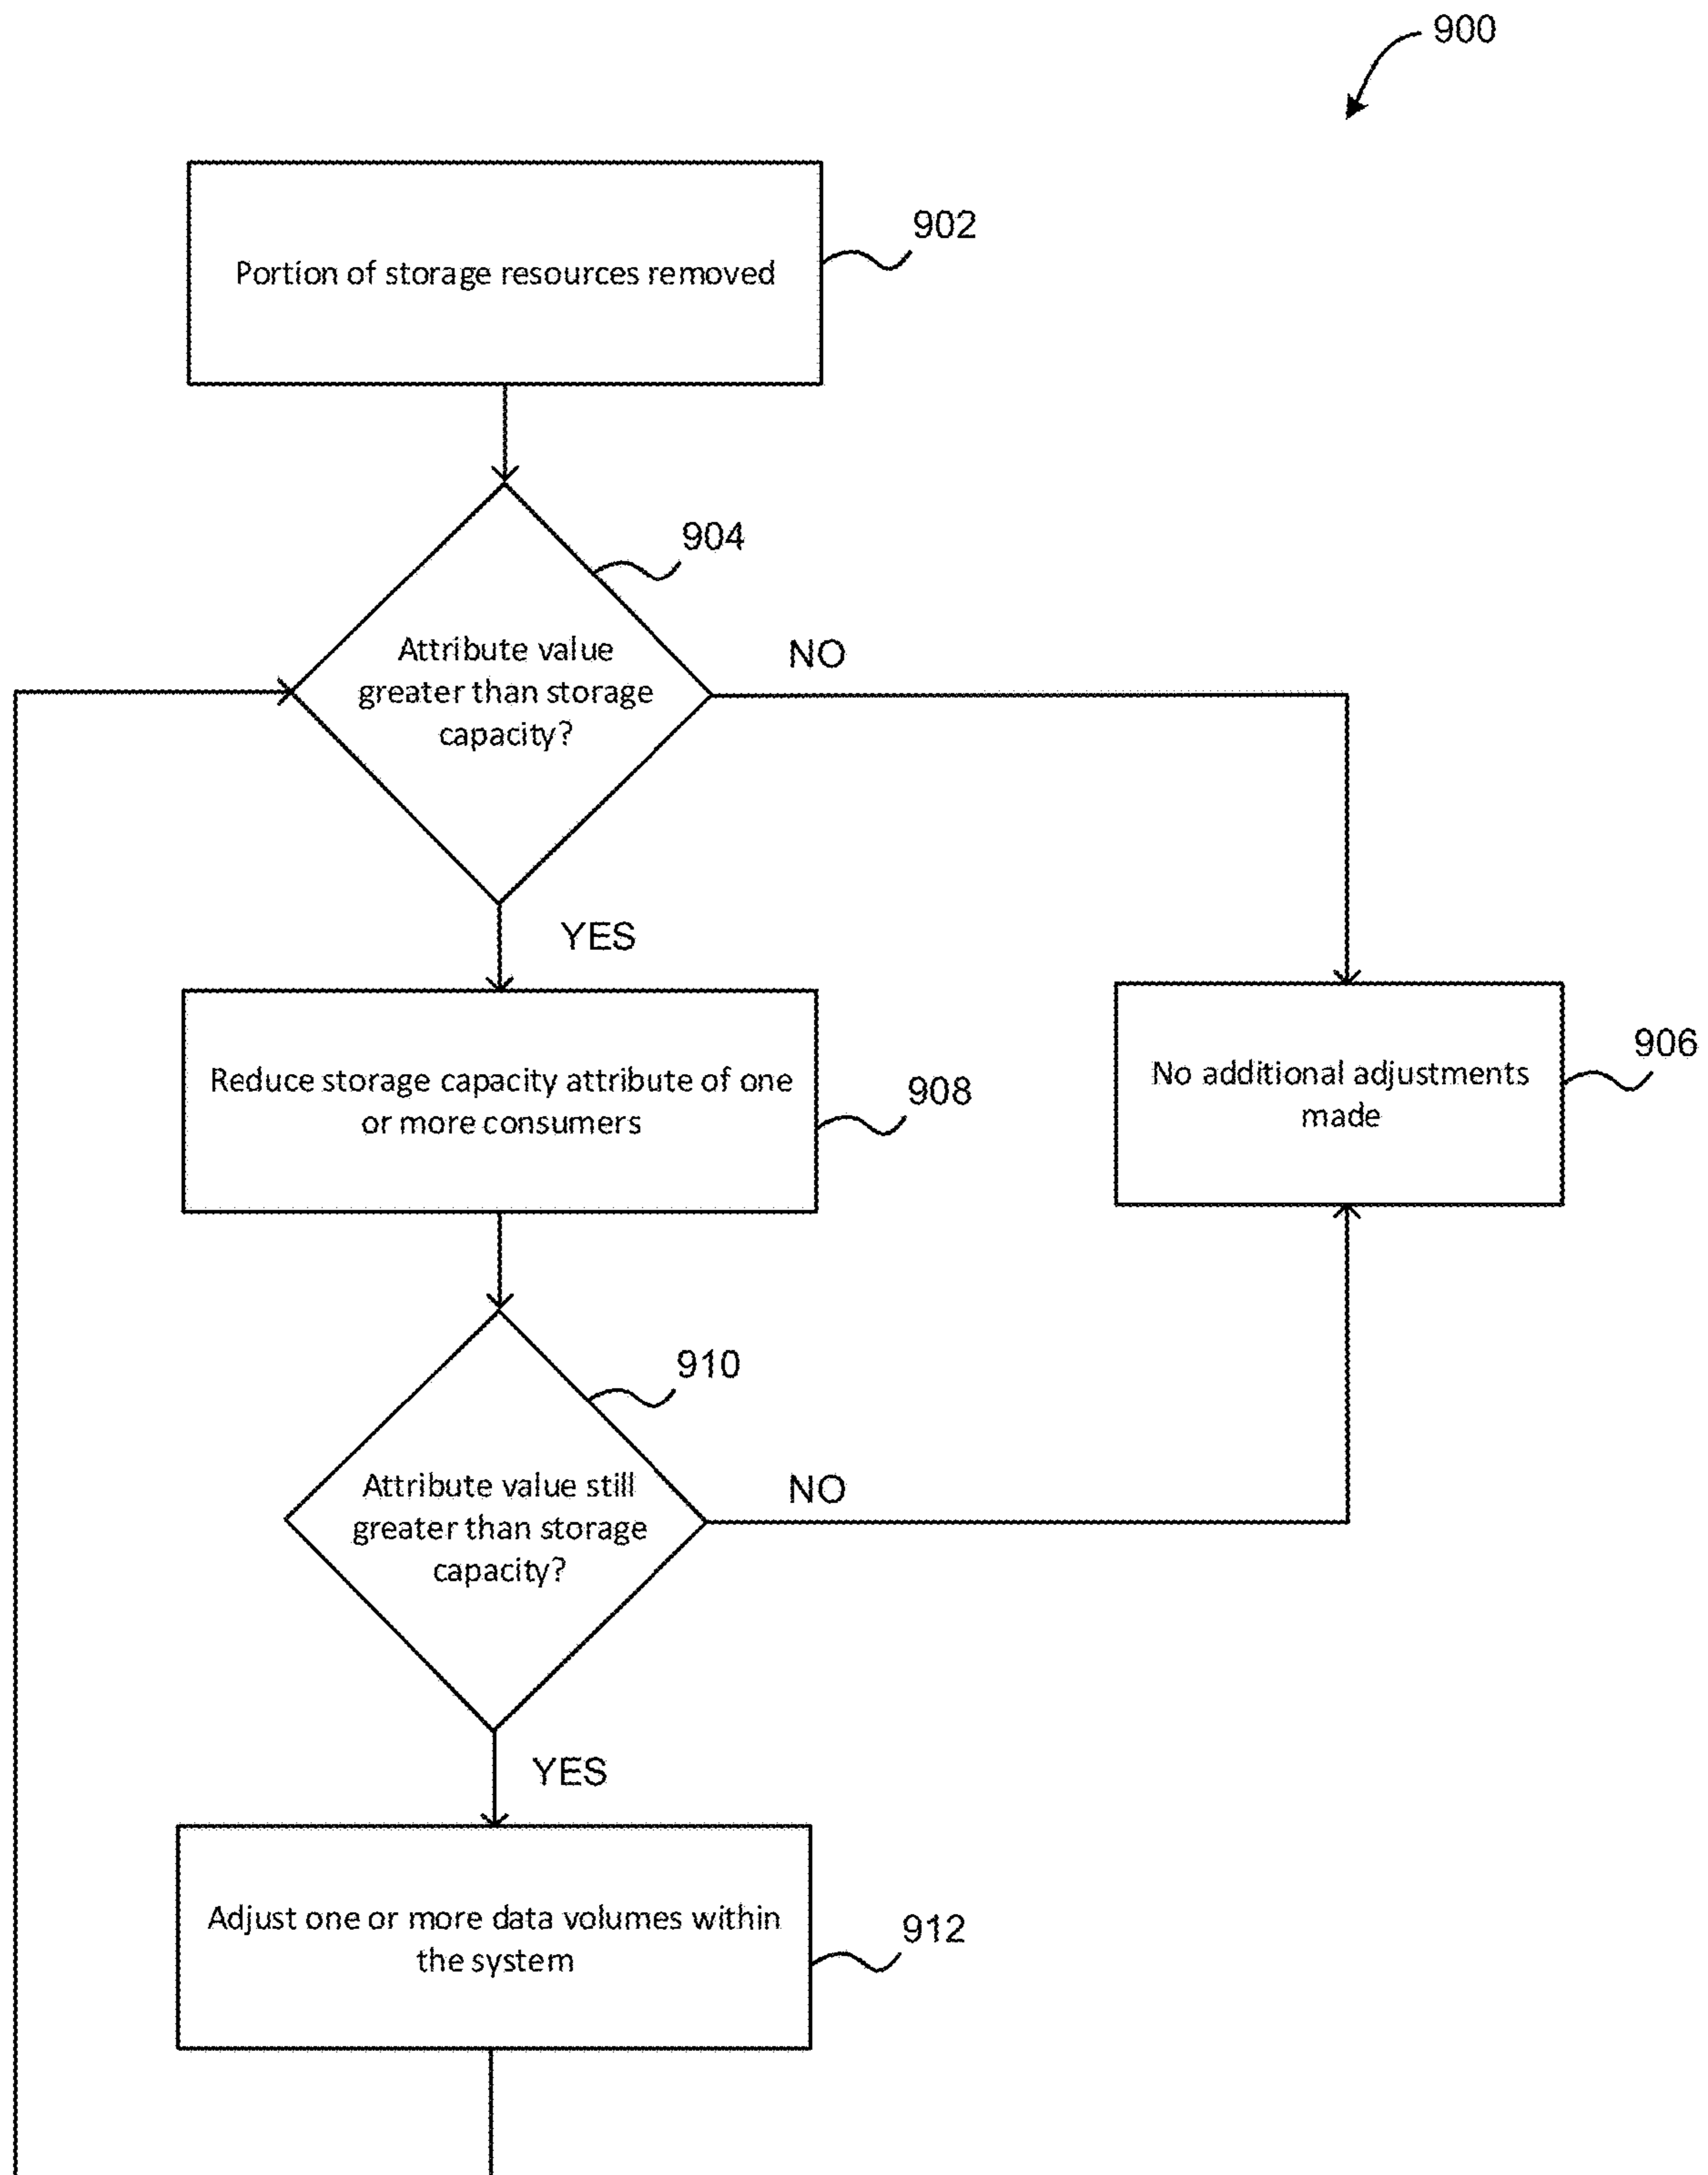 900
Portion of storage resources removed
902
904
Attribute value
greater than storage
capacity?
NO
YES
Reduce storage capacity attribute of one
or more consumers
908
No additional adjustments
made
906
910
Attribute value still
greater than storage
capacity?
NO
YES
Adjust one or more data volumes within
the system
912